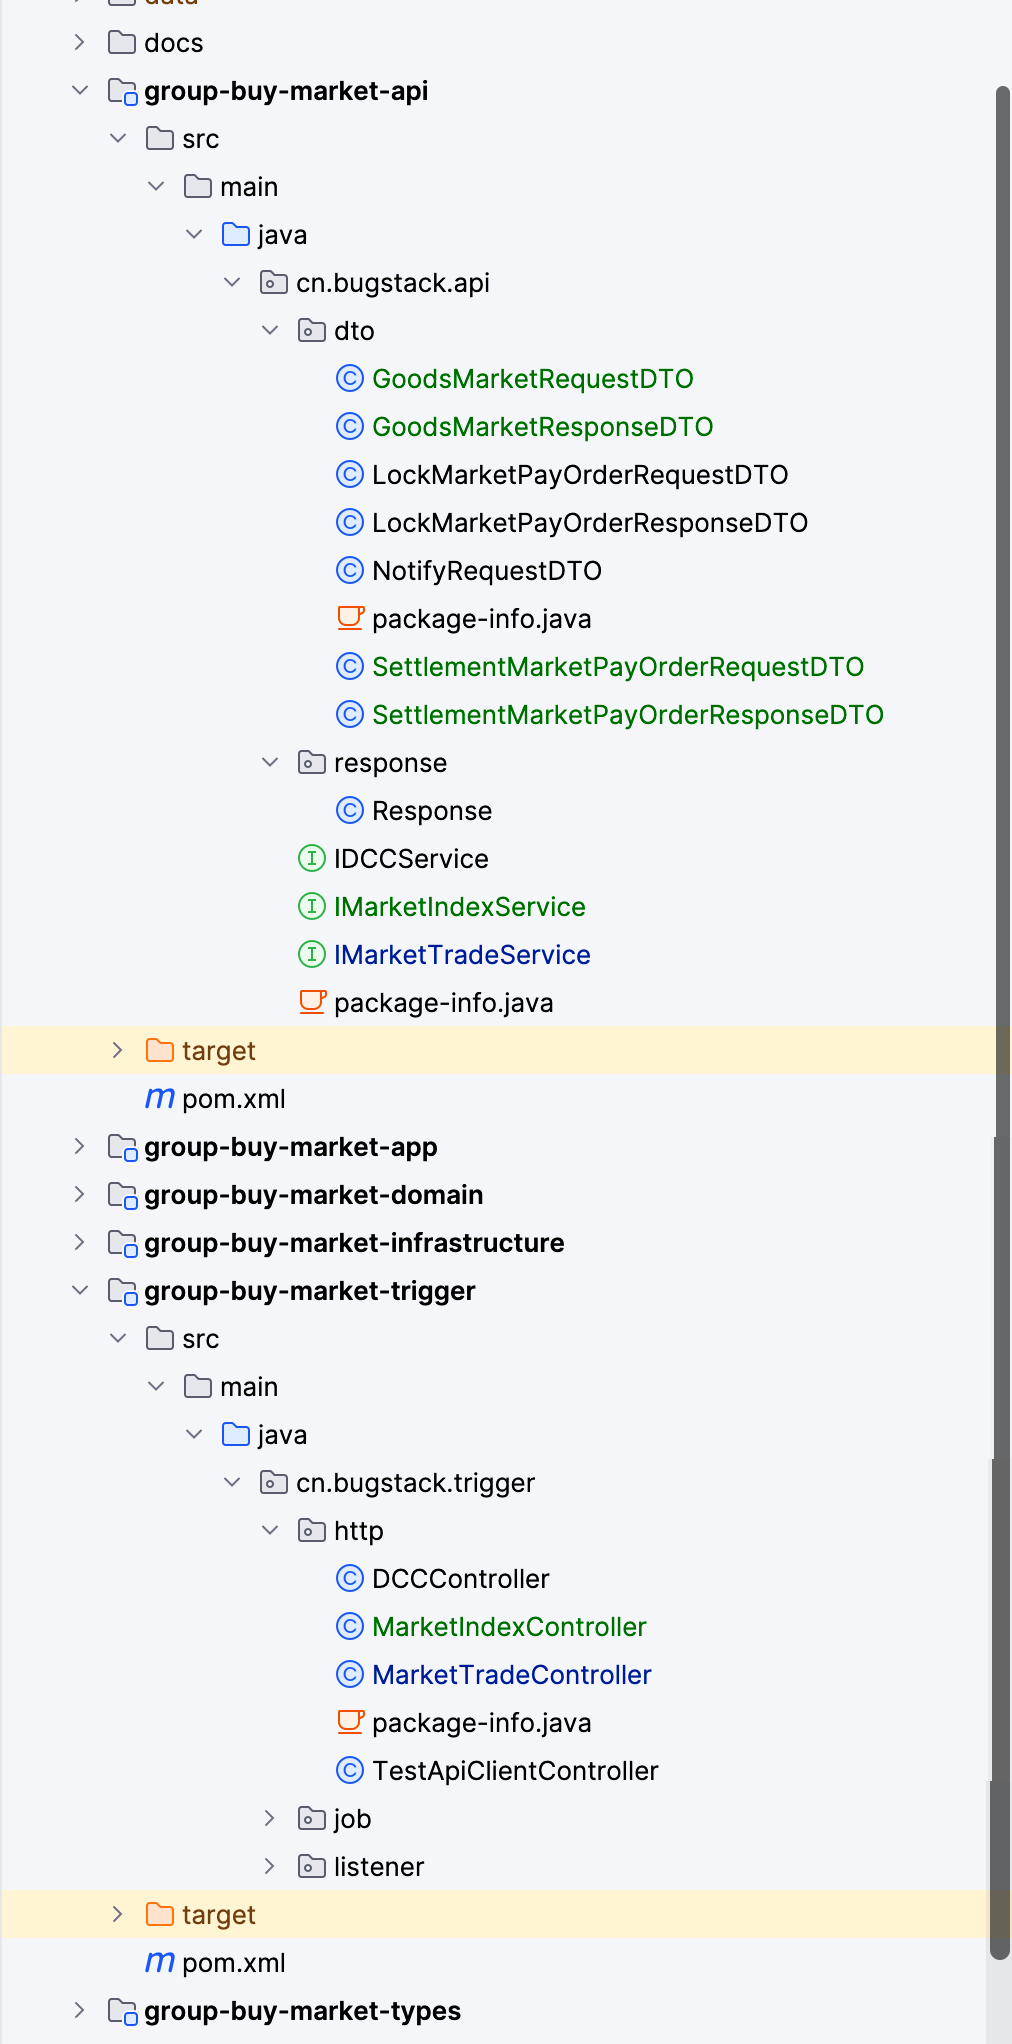 data
docs
group-buy-market-api
src
main
java
cn.bugstack.api
dto
GoodsMarketRequestDTO
GoodsMarketResponseDTO
LockMarketPayOrderRequestDTO
LockMarketPayOrderResponseDTO
NotifyRequestDTO
package-info.java
SettlementMarketPayOrderRequestDTO
SettlementMarketPayOrderResponseDTO
response
Response
IDCCService
IMarketIndexService
IMarketTradeService
package-info.java
target
pom.xml
group-buy-market-app
group-buy-market-domain
group-buy-market-infrastructure
group-buy-market-trigger
src
main
java
cn.bugstack.trigger
http
DCCController
MarketIndexController
MarketTradeController
package-info.java
TestApiClientController
job
listener
target
pom.xml
group-buy-market-types